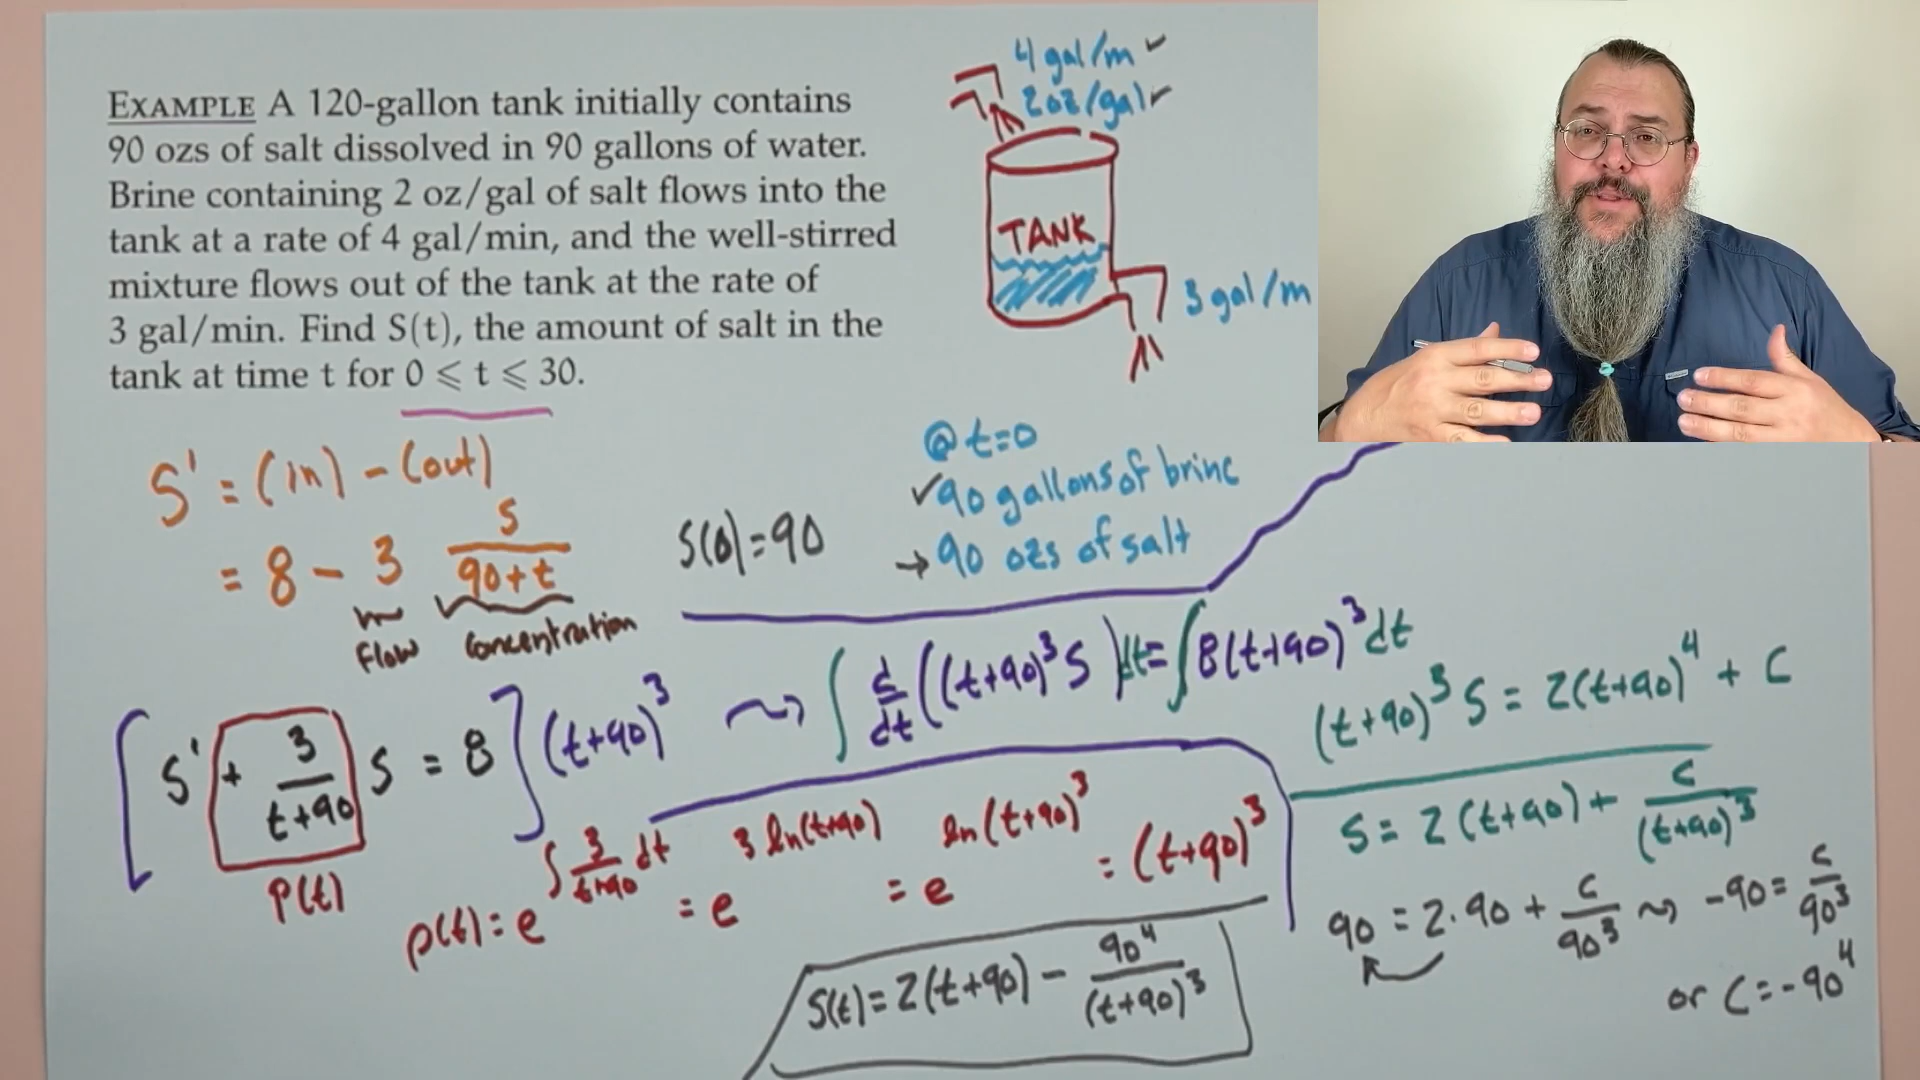 EXAMPLE A 120-gallon tank initially contains
90 ozs of salt dissolved in 90 gallons of water.
Brine containing 2 oz/gal of salt flows into the
tank at a rate of 4 gal/min, and the well-stirred
mixture flows out of the tank at the rate of
3 gal/min. Find S(t), the amount of salt in the
tank at time t for 0 ⩽ t ⩽ 30.
4 gal/m ✓
2oz/gal ✓
TANK
3 gal/m
S' = (in) - (out)
= 8 - 3 S/(90+t)
flow concentration
S(0)=90
@t=0
✓90 gallons of brine
→90 ozs of salt
[S' + 3/(t+90) S = 8](t+90)³ ⇝ ∫ d/dt((t+90)³S)dt = ∫8(t+90)³dt
P(t)
ρ(t) = e^(∫ 3/(t+90) dt) = e^(3 ln(t+90)) = e^(ln(t+90)³) = (t+90)³
(t+90)³S = 2(t+90)⁴ + C
S = 2(t+90) + C/(t+90)³
90 = 2·90 + C/90³ ⇝ -90 = C/90³
or C = -90⁴
S(t) = 2(t+90) - 90⁴/(t+90)³